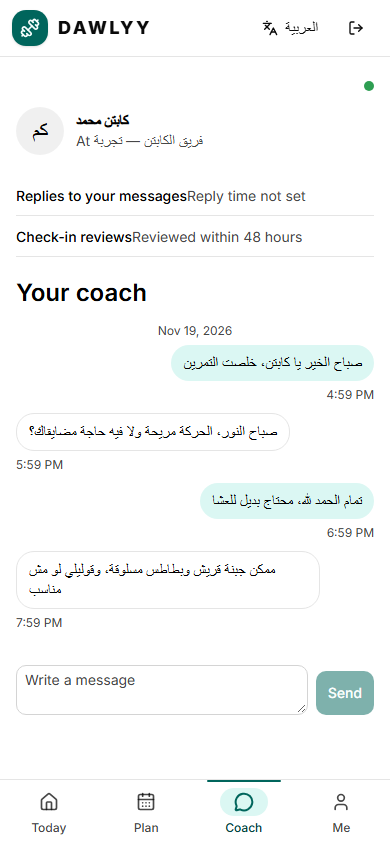 DAWLYY
العربية
كم
كابتن محمد
At فريق الكابتن — تجربة
Replies to your messagesReply time not set
Check-in reviewsReviewed within 48 hours
Your coach
Nov 19, 2026
صباح الخير يا كابتن، خلصت التمرين
4:59 PM
صباح النور، الحركة مريحة ولا فيه حاجة مضايقاك؟
5:59 PM
تمام الحمد لله، محتاج بديل للعشا
6:59 PM
ممكن جبنة قريش وبطاطس مسلوقة، وقوليلي لو مش
مناسب
7:59 PM
Write a message
Send
Today
Plan
Coach
Me